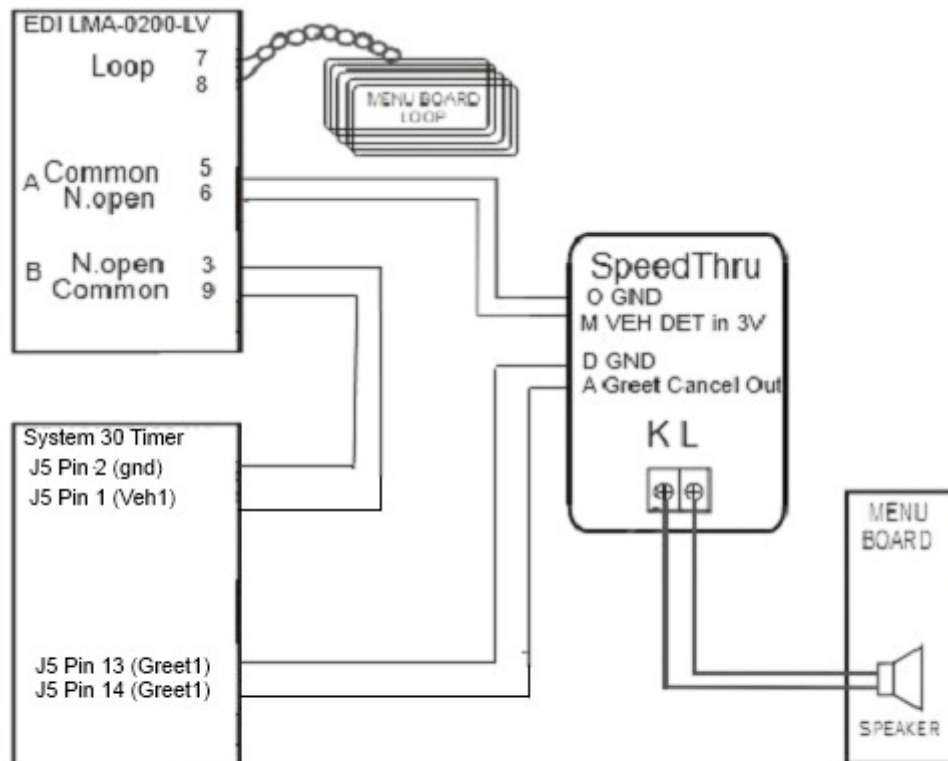 EDI LMA-0200-LV
Loop
7
8
MENU BOARD
LOOP
A Common 5
N.open 6
B N.open 3
Common 9
SpeedThru
O GND
M VEH DET in 3V
D GND
A Greet Cancel Out
K L
System 30 Timer
J5 Pin 2 (gnd)
J5 Pin 1 (Veh1)
J5 Pin 13 (Greet1)
J5 Pin 14 (Greet1)
MENU
BOARD
SPEAKER